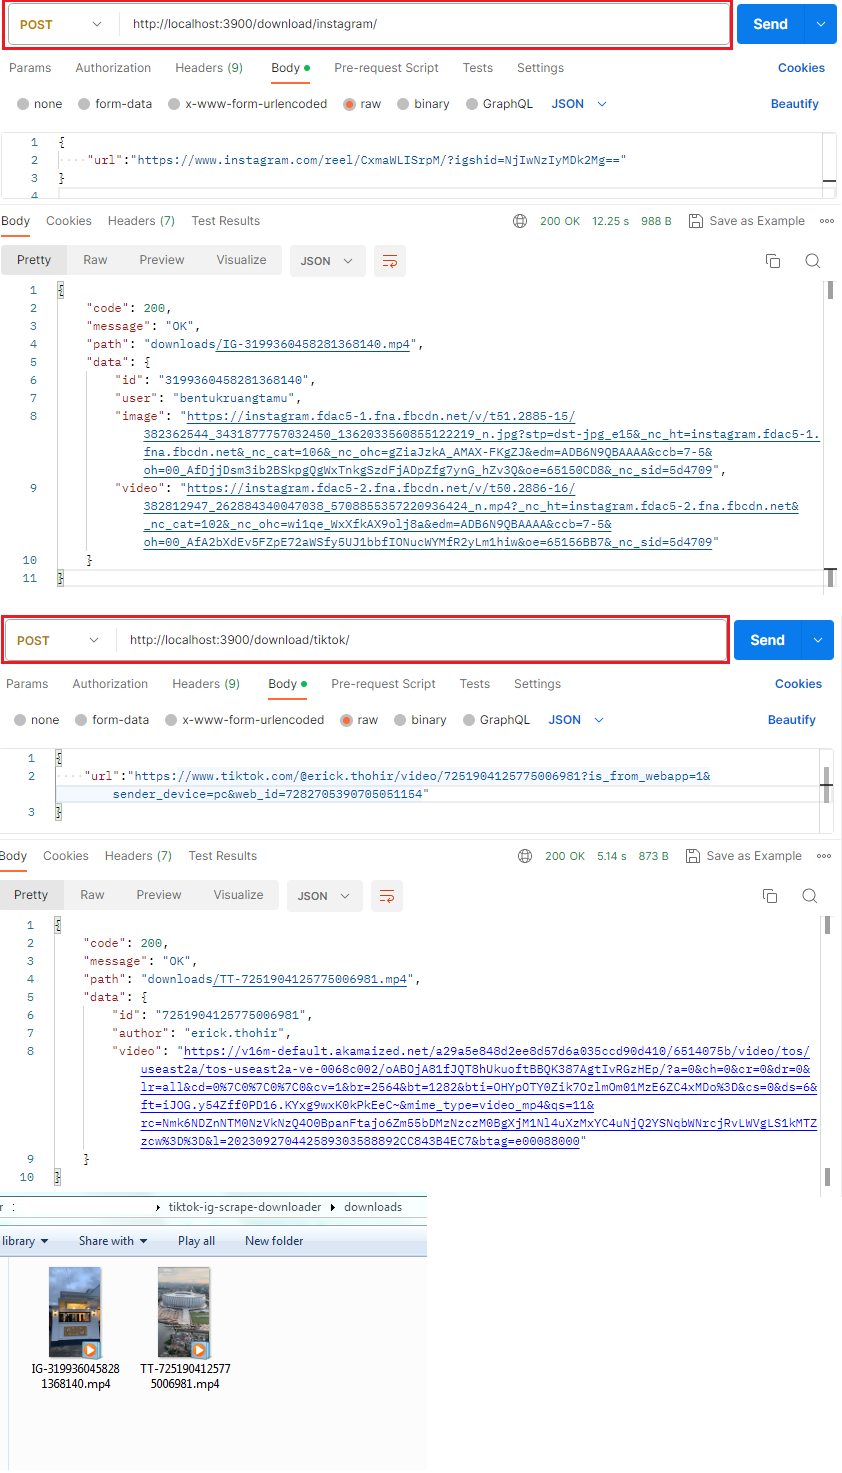 POST http://localhost:3900/download/instagram/ Send
Params Authorization Headers (9) Body Pre-request Script Tests Settings Cookies
none form-data x-www-form-urlencoded raw binary GraphQL JSON Beautify
1 {
2 "url":"https://www.instagram.com/reel/CxmaWLISrpM/?igshid=NjIwNzIyMDk2Mg=="
3 }
4
Body Cookies Headers (7) Test Results 200 OK 12.25 s 988 B Save as Example
Pretty Raw Preview Visualize JSON
1 {
2 "code": 200,
3 "message": "OK",
4 "path": "downloads/IG-3199360458281368140.mp4",
5 "data": {
6 "id": "3199360458281368140",
7 "user": "bentukruangtamu",
8 "image": "https://instagram.fdac5-1.fna.fbcdn.net/v/t51.2885-15/
382362544_3431877757032450_1362033560855122219_n.jpg?stp=dst-jpg_e15&_nc_ht=instagram.fdac5-1.
fna.fbcdn.net&_nc_cat=106&_nc_ohc=gZiaJzkA_AMAX-FKgZJ&edm=ADB6N9QBAAAA&ccb=7-5&
oh=00_AfDjjDsm3ib2BSkpgQgWxTnkgSzdFjADpZfg7ynG_hZv3Q&oe=65150CD8&_nc_sid=5d4709",
9 "video": "https://instagram.fdac5-2.fna.fbcdn.net/v/t50.2886-16/
382812947_262884340047038_5708855357220936424_n.mp4?_nc_ht=instagram.fdac5-2.fna.fbcdn.net&
_nc_cat=102&_nc_ohc=wi1qe_WxXfkAX9olj8a&edm=ADB6N9QBAAAA&ccb=7-5&
oh=00_AfA2bXdEv5FZpE72aWSfy5UJ1bbfIONucWYMfR2yLm1hiw&oe=65156BB7&_nc_sid=5d4709"
10 }
11 }
POST http://localhost:3900/download/tiktok/ Send
Params Authorization Headers (9) Body Pre-request Script Tests Settings Cookies
none form-data x-www-form-urlencoded raw binary GraphQL JSON Beautify
1 {
2 "url":"https://www.tiktok.com/@erick.thohir/video/7251904125775006981?is_from_webapp=1&
sender_device=pc&web_id=7282705390705051154"
3 }
Body Cookies Headers (7) Test Results 200 OK 5.14 s 873 B Save as Example
Pretty Raw Preview Visualize JSON
1 {
2 "code": 200,
3 "message": "OK",
4 "path": "downloads/TT-7251904125775006981.mp4",
5 "data": {
6 "id": "7251904125775006981",
7 "author": "erick.thohir",
8 "video": "https://v16m-default.akamaized.net/a29a5e848d2ee8d57d6a035ccd90d410/6514075b/video/tos/
useast2a/tos-useast2a-ve-0068c002/oABOjA81fJQT8hUkuoftBBQK387AgtIvRGzHEp/?a=0&ch=0&cr=0&dr=0&
lr=all&cd=0%7C0%7C0%7C0&cv=1&br=2564&bt=1282&bti=OHYpOTY0Zik7OzlmOm01MzE6ZC4xMDo%3D&cs=0&ds=6&
ft=iJOG.y54Zff0PD16.KYxg9wxK0kPkEeC~&mime_type=video_mp4&qs=11&
rc=Nmk6NDZnNTM0NzVkNzQ4O0BpanFtajo6Zm55bDMzNzczM0BgXjM1Nl4uXzMxYC4uNjQ2YSNqbWNrcjRvLWVgLS1kMTZ
zcw%3D%3D&l=202309270442589303588892CC843B4EC7&btag=e00088000"
9 }
10 }
r : tiktok-ig-scrape-downloader downloads
library Share with Play all New folder
IG-319936045828 TT-725190412577
1368140.mp4 5006981.mp4